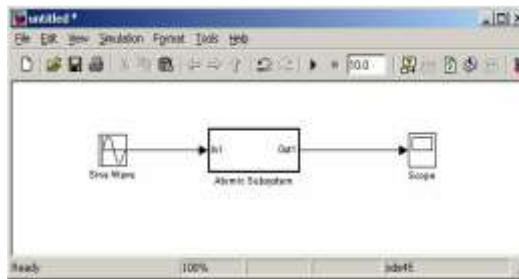 untitled *
File Edit View Simulation Format Tools Help
10.0
In1 Out1
Sine Wave
Atomic Subsystem
Scope
Ready 100% ode45